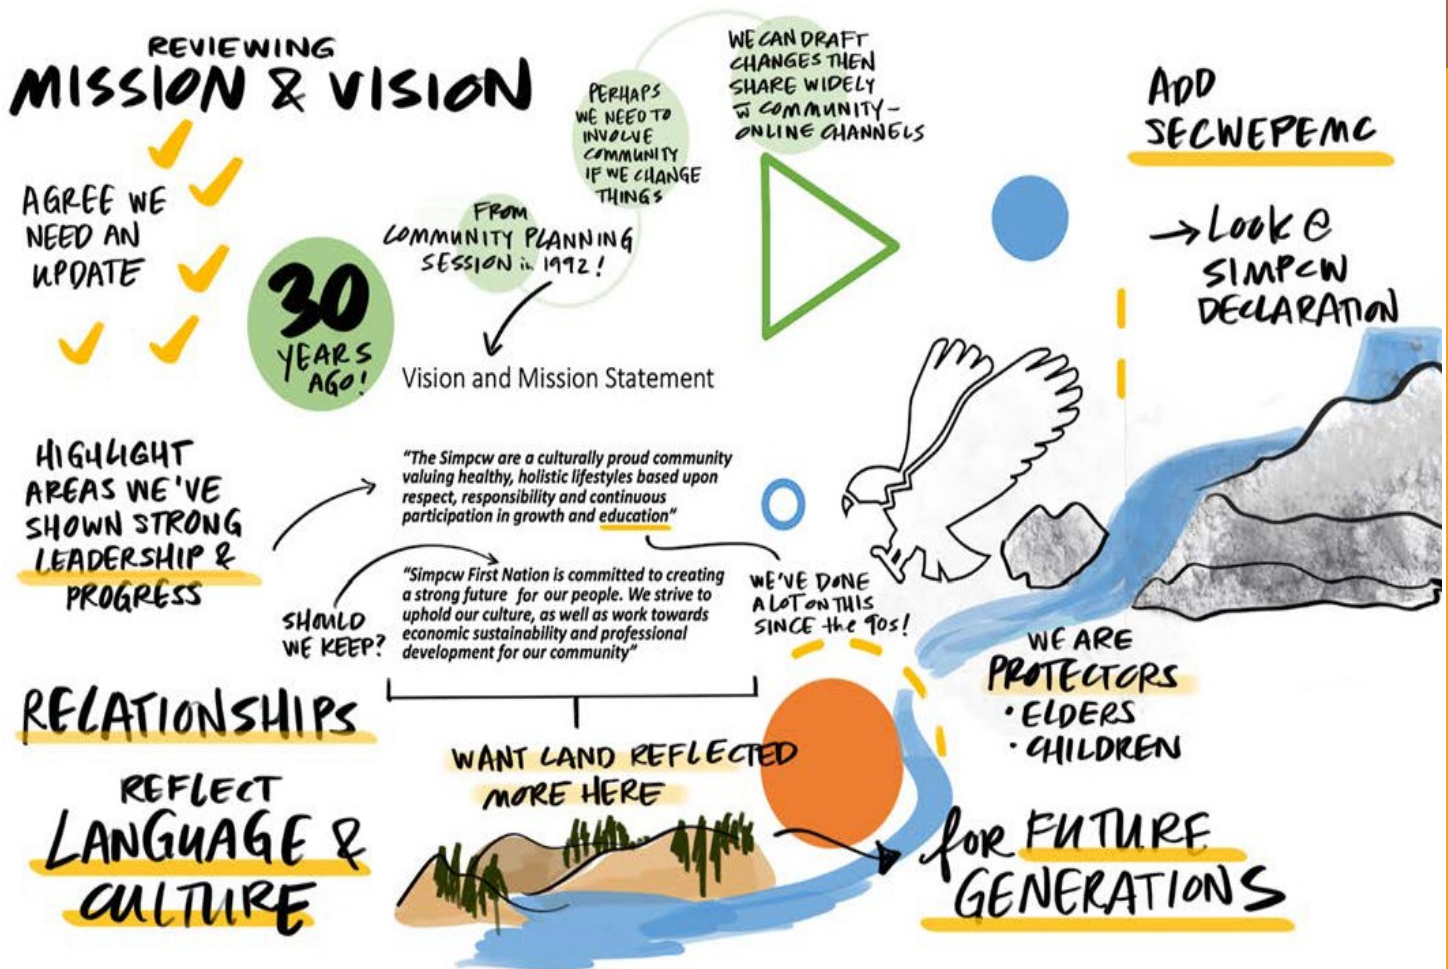 REVIEWING
MISSION & VISION
AGREE WE
NEED AN
UPDATE
30
YEARS
AGO!
FROM
COMMUNITY PLANNING
SESSION in 1992!
PERHAPS
WE NEED TO
INVOLVE
COMMUNITY
IF WE CHANGE
THINGS
WE CAN DRAFT
CHANGES THEN
SHARE WIDELY
w COMMUNITY –
ONLINE CHANNELS
ADD
SECWEPEMC
→ LOOK @
SIMPCW
DECLARATION
Vision and Mission Statement
"The Simpcw are a culturally proud community
valuing healthy, holistic lifestyles based upon
respect, responsibility and continuous
participation in growth and education"
"Simpcw First Nation is committed to creating
a strong future for our people. We strive to
uphold our culture, as well as work towards
economic sustainability and professional
development for our community"
HIGHLIGHT
AREAS WE'VE
SHOWN STRONG
LEADERSHIP &
PROGRESS
SHOULD
WE KEEP?
WE'VE DONE
A LOT ON THIS
SINCE the 90s!
WE ARE
PROTECTORS
• ELDERS
• CHILDREN
RELATIONSHIPS
REFLECT
LANGUAGE &
CULTURE
WANT LAND REFLECTED
MORE HERE
for FUTURE
GENERATIONS